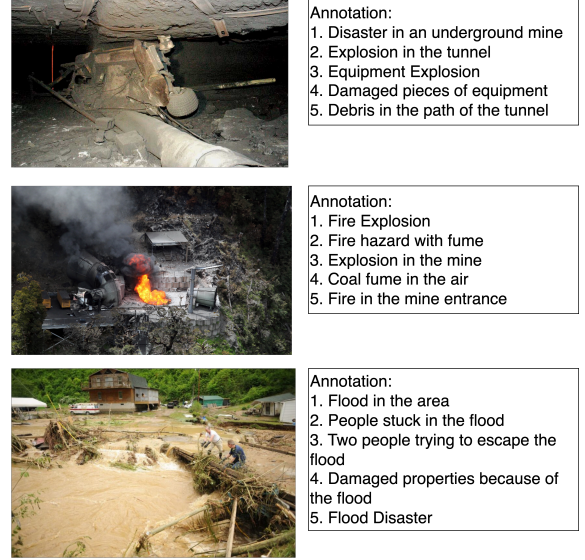 Annotation:
1. Disaster in an underground mine
2. Explosion in the tunnel
3. Equipment Explosion
4. Damaged pieces of equipment
5. Debris in the path of the tunnel
Annotation:
1. Fire Explosion
2. Fire hazard with fume
3. Explosion in the mine
4. Coal fume in the air
5. Fire in the mine entrance
Annotation:
1. Flood in the area
2. People stuck in the flood
3. Two people trying to escape the
flood
4. Damaged properties because of
the flood
5. Flood Disaster